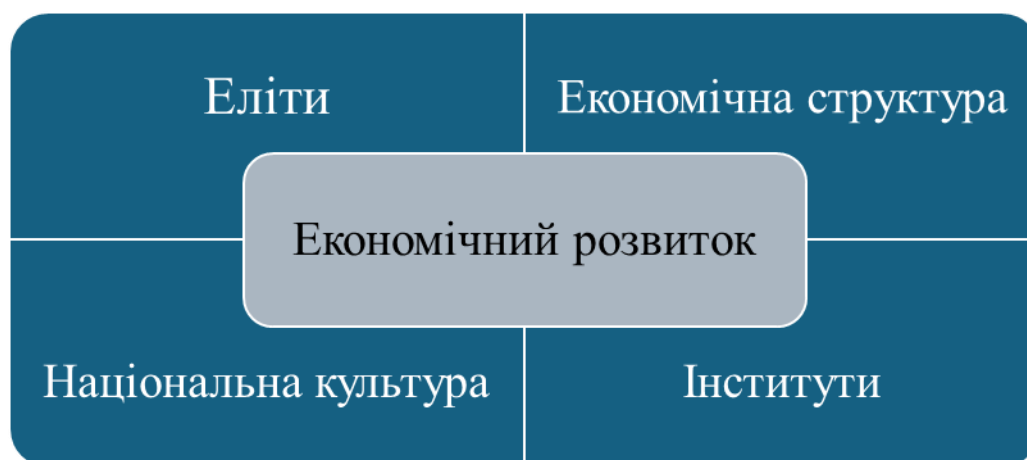 Еліти
Економічна структура
Економічний розвиток
Національна культура
Інститути